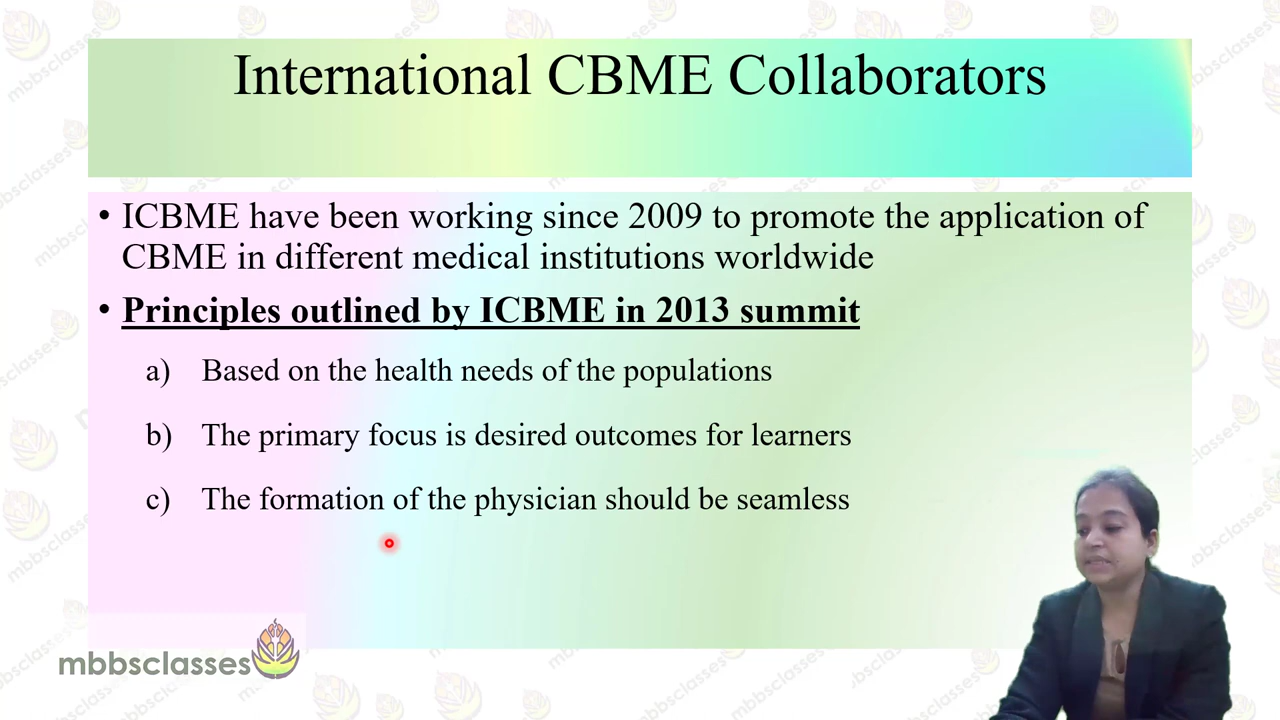 International CBME Collaborators
• ICBME have been working since 2009 to promote the application of
CBME in different medical institutions worldwide
• Principles outlined by ICBME in 2013 summit
a) Based on the health needs of the populations
b) The primary focus is desired outcomes for learners
c) The formation of the physician should be seamless
mbbsclasses